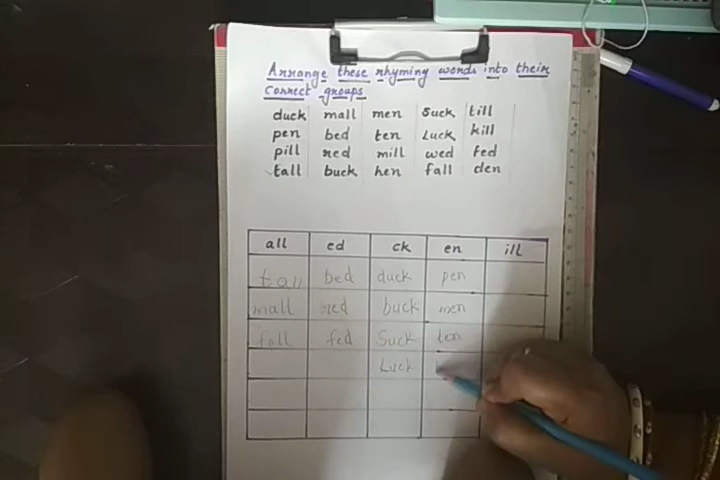 Arrange these rhyming words into their
correct groups
duck mall men Suck till
pen bed ten Luck kill
pill red mill wed fed
tall buck hen fall den
all ed ck en ill
tall bed duck pen
mall red buck men
fall fed Suck ten
Luck